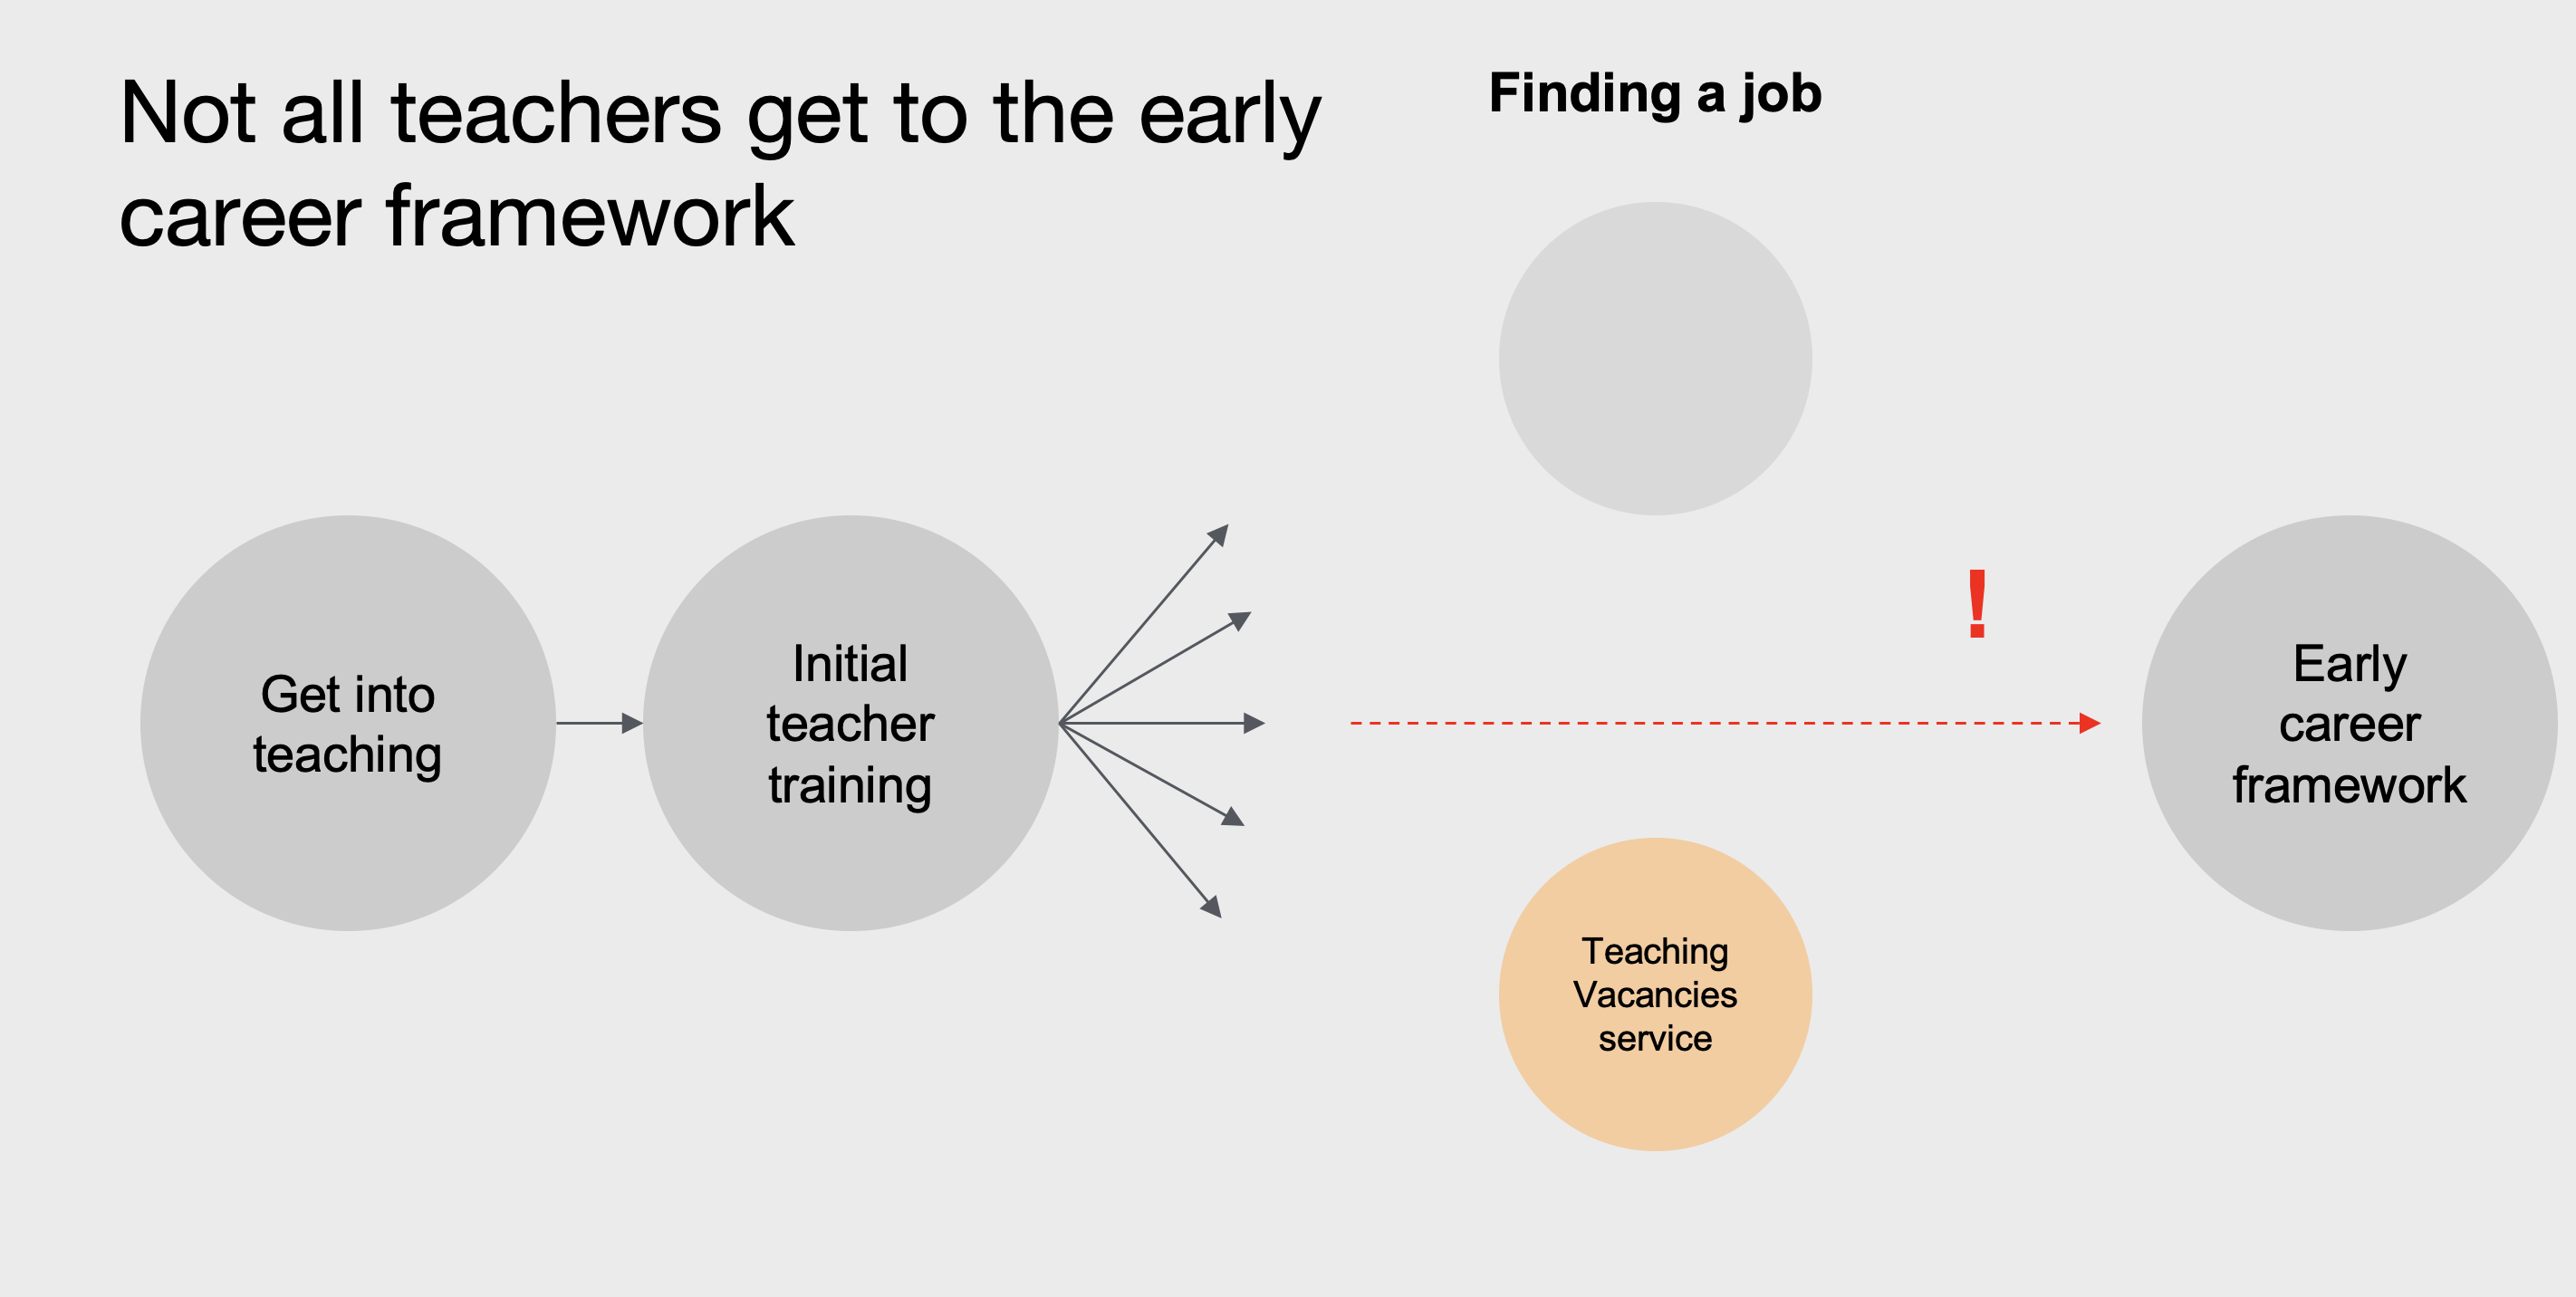 Not all teachers get to the early
career framework
Finding a job
Get into
teaching
Initial
teacher
training
!
Teaching
Vacancies
service
Early
career
framework